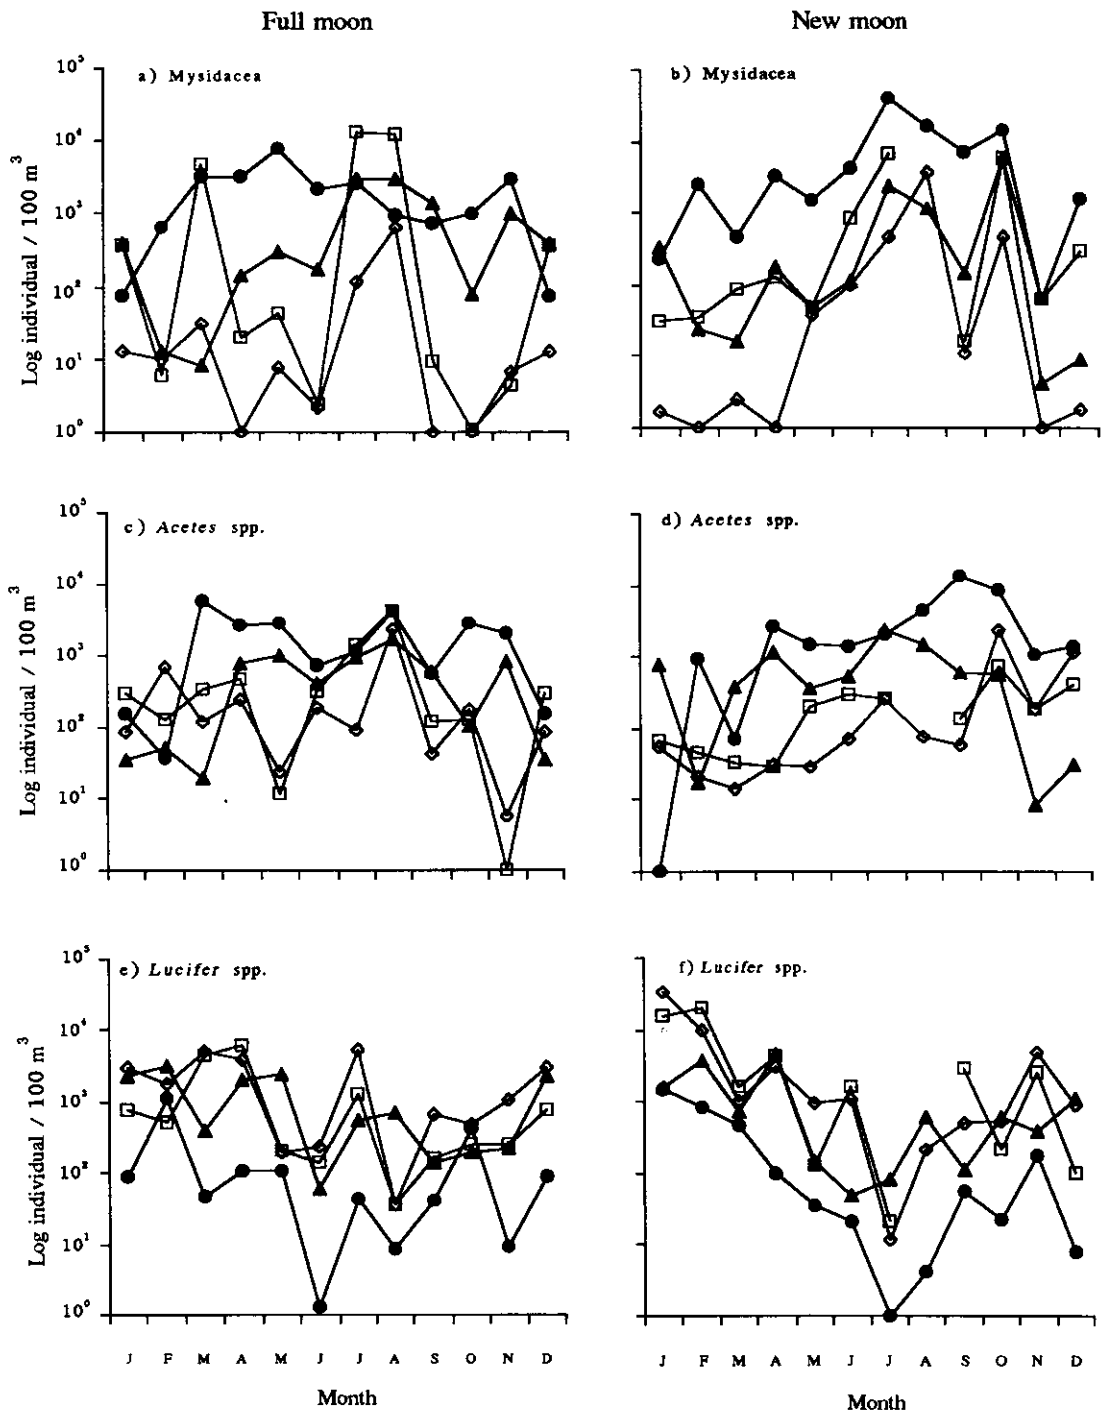 Full moon
New moon
a) Mysidacea
b) Mysidacea
10⁵
10⁴
10³
10²
10¹
10⁰
Log individual / 100 m³
c) Acetes spp.
d) Acetes spp.
10⁵
10⁴
10³
10²
10¹
10⁰
Log individual / 100 m³
e) Lucifer spp.
f) Lucifer spp.
10⁵
10⁴
10³
10²
10¹
10⁰
Log individual / 100 m³
J F M A M J J A S O N D
J F M A M J J A S O N D
Month
Month